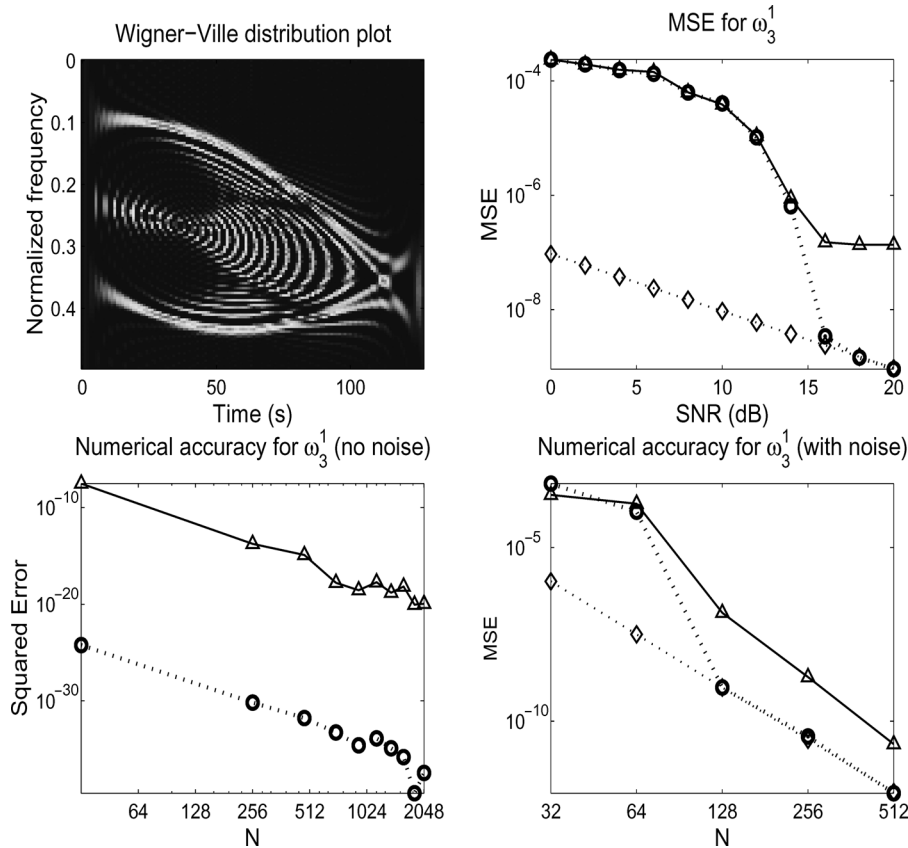 Wigner−Ville distribution plot
Normalized frequency
0
0.1
0.2
0.3
0.4
0 50 100
Time (s)
MSE for ω₃¹
MSE
10⁻⁴
10⁻⁶
10⁻⁸
0 2 4 6 8 10 12 14 16 18 20
SNR (dB)
Numerical accuracy for ω₃¹ (no noise)
Squared Error
10⁻¹⁰
10⁻²⁰
10⁻³⁰
64 128 256 512 1024 2048
N
Numerical accuracy for ω₃¹ (with noise)
MSE
10⁻⁵
10⁻¹⁰
32 64 128 256 512
N